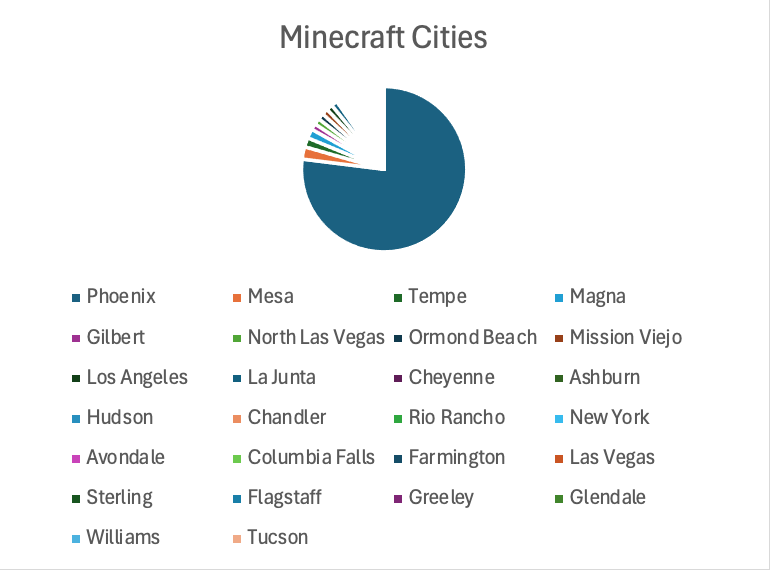 Minecraft Cities
Phoenix Mesa Tempe Magna
Gilbert North Las Vegas Ormond Beach Mission Viejo
Los Angeles La Junta Cheyenne Ashburn
Hudson Chandler Rio Rancho New York
Avondale Columbia Falls Farmington Las Vegas
Sterling Flagstaff Greeley Glendale
Williams Tucson